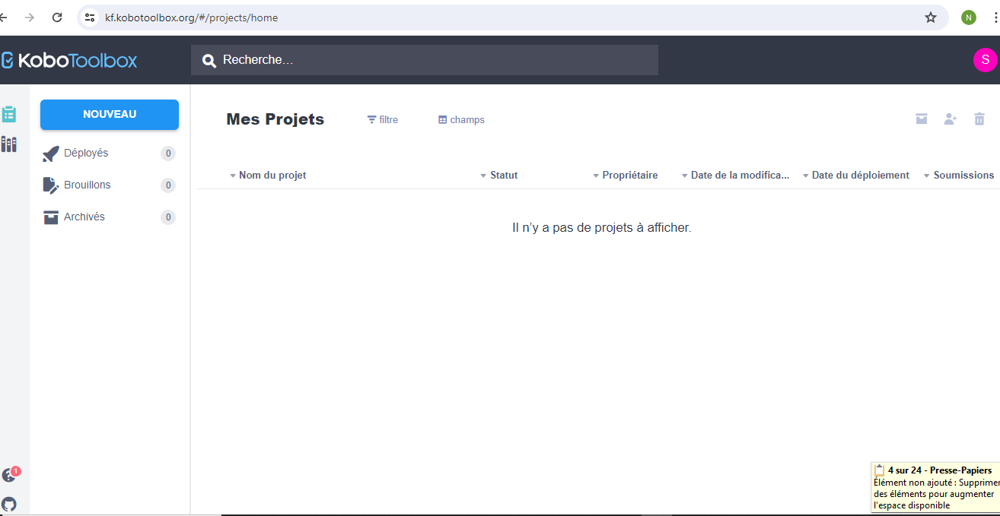 kf.kobotoolbox.org/#/projects/home
N
KoboToolbox
Recherche...
S
NOUVEAU
Déployés 0
Brouillons 0
Archivés 0
Mes Projets filtre champs
Nom du projet Statut Propriétaire Date de la modifica... Date du déploiement Soumissions
Il n’y a pas de projets à afficher.
1
4 sur 24 - Presse-Papiers
Élément non ajouté : Supprimer
des éléments pour augmenter
l'espace disponible